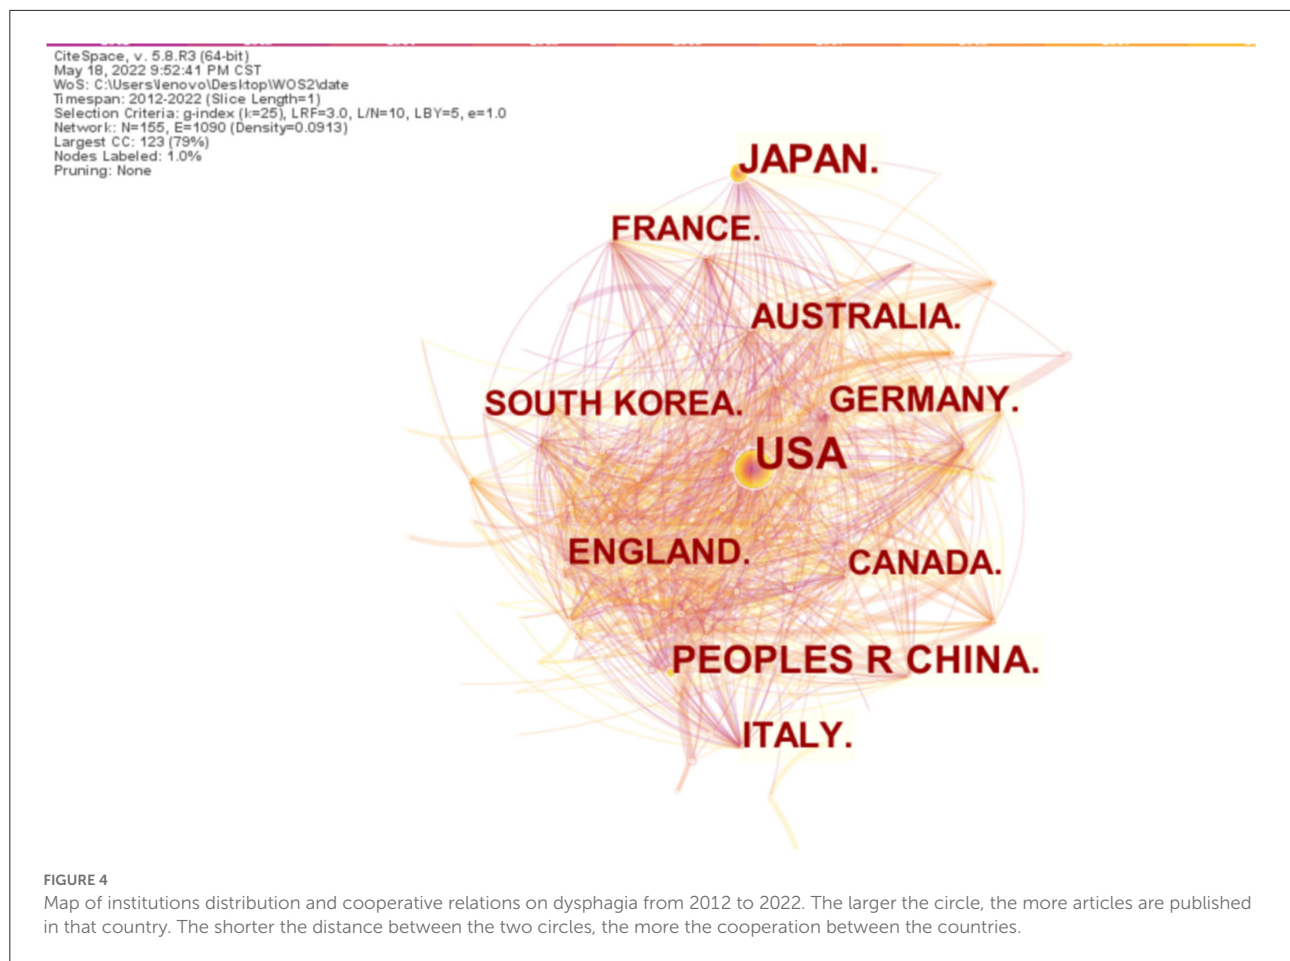 CiteSpace, v. 5.8.R3 (64-bit)
May 18, 2022 9:52:41 PM CST
WoS: C:\Users\lenovo\Desktop\WOS2\date
Timespan: 2012-2022 (Slice Length=1)
Selection Criteria: g-index (k=25), LRF=3.0, L/N=10, LBY=5, e=1.0
Network: N=155, E=1090 (Density=0.0913)
Largest CC: 123 (79%)
Nodes Labeled: 1.0%
Pruning: None
JAPAN.
FRANCE.
AUSTRALIA.
SOUTH KOREA.
GERMANY.
USA
ENGLAND.
CANADA.
PEOPLES R CHINA.
ITALY.
FIGURE 4
Map of institutions distribution and cooperative relations on dysphagia from 2012 to 2022. The larger the circle, the more articles are published
in that country. The shorter the distance between the two circles, the more the cooperation between the countries.